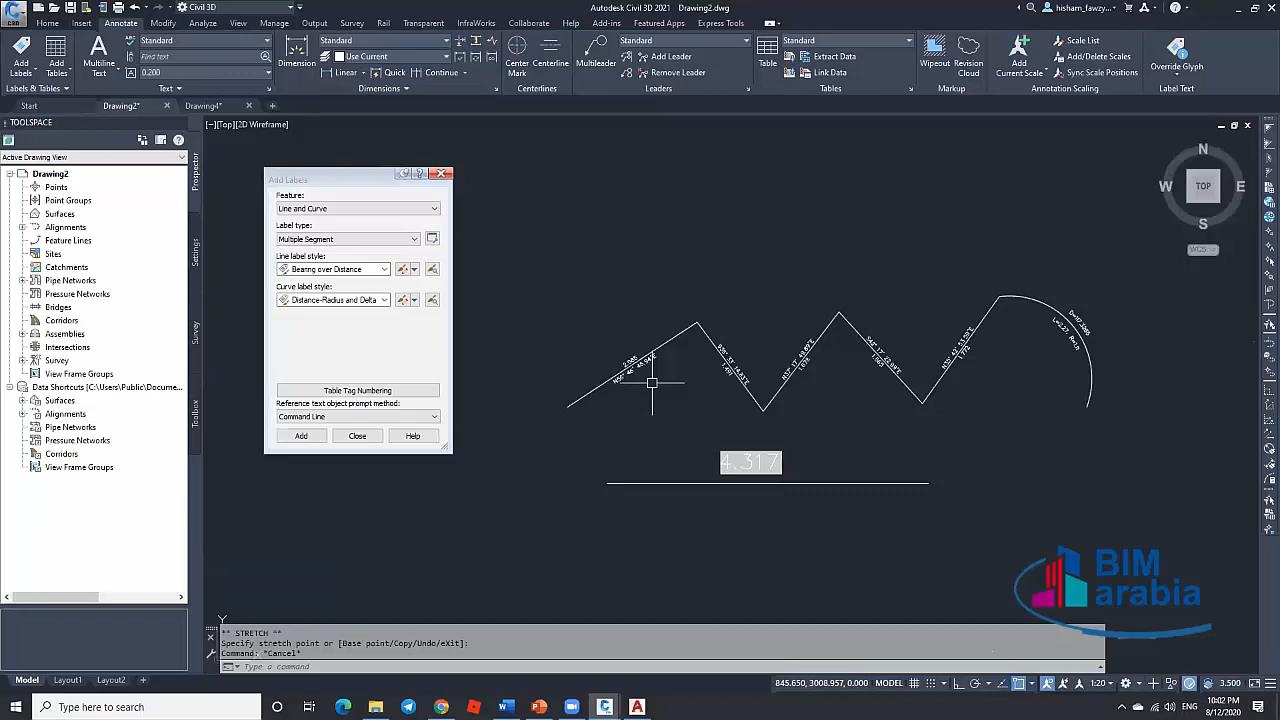 Civil 3D
Autodesk Civil 3D 2021 Drawing2.dwg
hisham_fawzy...
C3D
Home Insert Annotate Modify Analyze View Manage Output Survey Rail Transparent InfraWorks Collaborate Help Add-ins Featured Apps Express Tools
Add Labels
Add Tables
Labels & Tables
Multiline Text
Standard
Find text
0.200
Text
Dimension
Standard
Use Current
Linear Quick Continue
Dimensions
Center Mark
Centerline
Centerlines
Multileader
Standard
Add Leader
Remove Leader
Leaders
Table
Standard
Extract Data
Link Data
Tables
Wipeout
Revision Cloud
Markup
Add Current Scale
Scale List
Add/Delete Scales
Sync Scale Positions
Annotation Scaling
Override Glyph
Label Text
Start Drawing2* Drawing4*
TOOLSPACE
Active Drawing View
Drawing2
Points
Point Groups
Surfaces
Alignments
Feature Lines
Sites
Catchments
Pipe Networks
Pressure Networks
Bridges
Corridors
Assemblies
Intersections
Survey
View Frame Groups
Data Shortcuts [C:\Users\Public\Docume...
Surfaces
Alignments
Pipe Networks
Pressure Networks
Corridors
View Frame Groups
Prospector
Settings
Survey
Toolbox
[−][Top][2D Wireframe]
Add Labels
Feature:
Line and Curve
Label type:
Multiple Segment
Line label style:
Bearing over Distance
Curve label style:
Distance-Radius and Delta
Table Tag Numbering
Reference text object prompt method:
Command Line
Add Close Help
4.317
N
W TOP E
S
WCS
BIM
arabia
Y
** STRETCH **
Specify stretch point or [Base point/Copy/Undo/eXit]:
Command: *Cancel*
Type a command
Model Layout1 Layout2
845.650, 3008.957, 0.000 MODEL 1:20 3.500
Type here to search
10:02 PM
8/12/2020